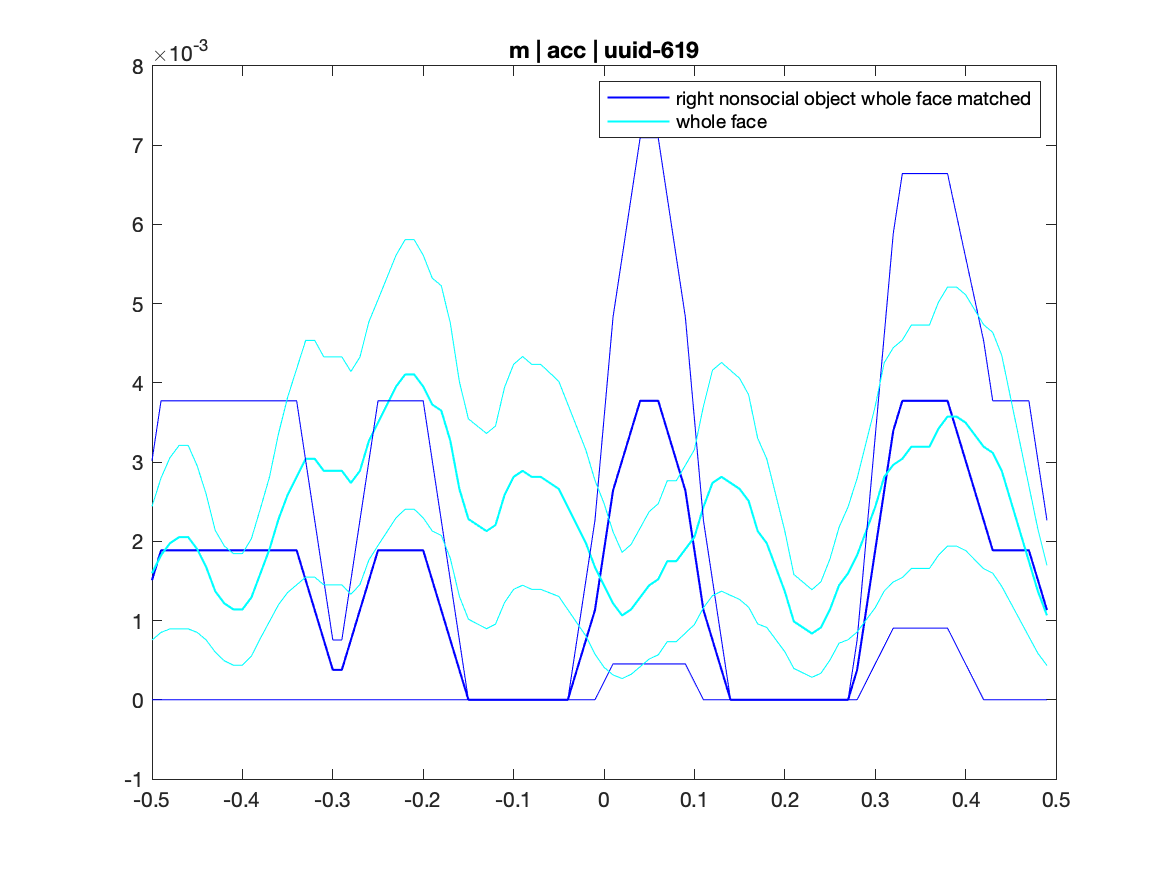 m | acc | uuid-619
×10-3
right nonsocial object whole face matched
whole face
8
7
6
5
4
3
2
1
0
-1
-0.5 -0.4 -0.3 -0.2 -0.1 0 0.1 0.2 0.3 0.4 0.5